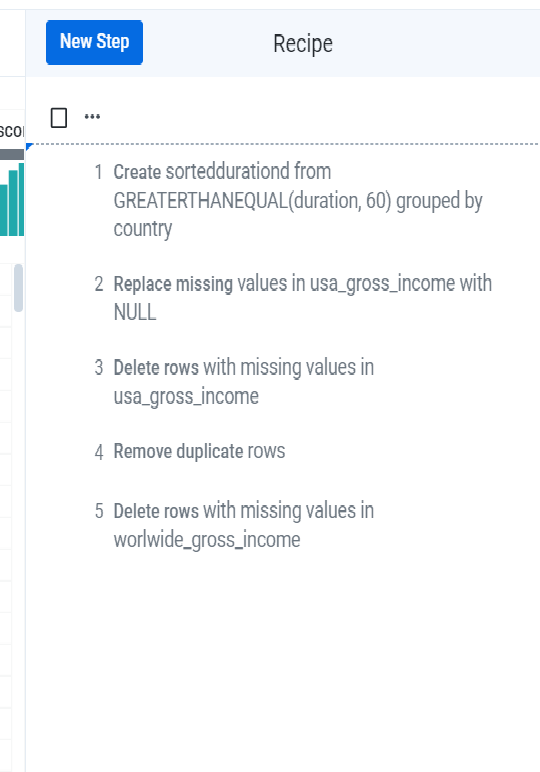 New Step
Recipe
sco
1 Create sorteddurationd from
GREATERTHANEQUAL(duration, 60) grouped by
country
2 Replace missing values in usa_gross_income with
NULL
3 Delete rows with missing values in
usa_gross_income
4 Remove duplicate rows
5 Delete rows with missing values in
worlwide_gross_income